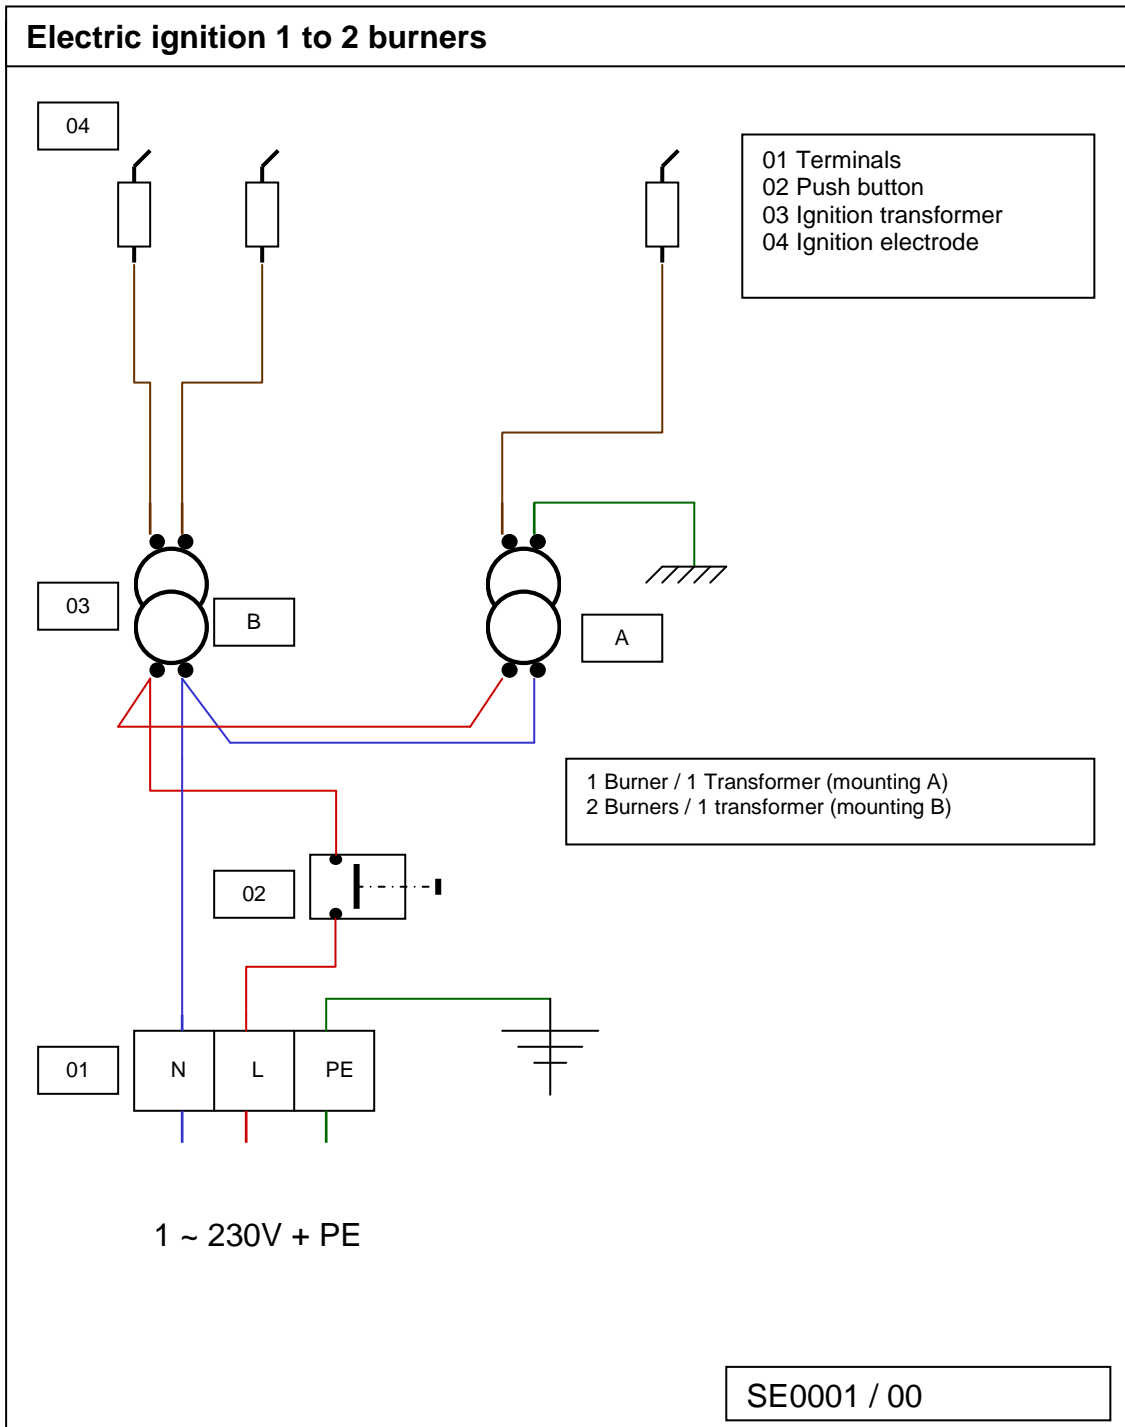 Electric ignition 1 to 2 burners
04
01 Terminals
02 Push button
03 Ignition transformer
04 Ignition electrode
03
B
A
1 Burner / 1 Transformer (mounting A)
2 Burners / 1 transformer (mounting B)
02
01
N
L
PE
1 ~ 230V + PE
SE0001 / 00